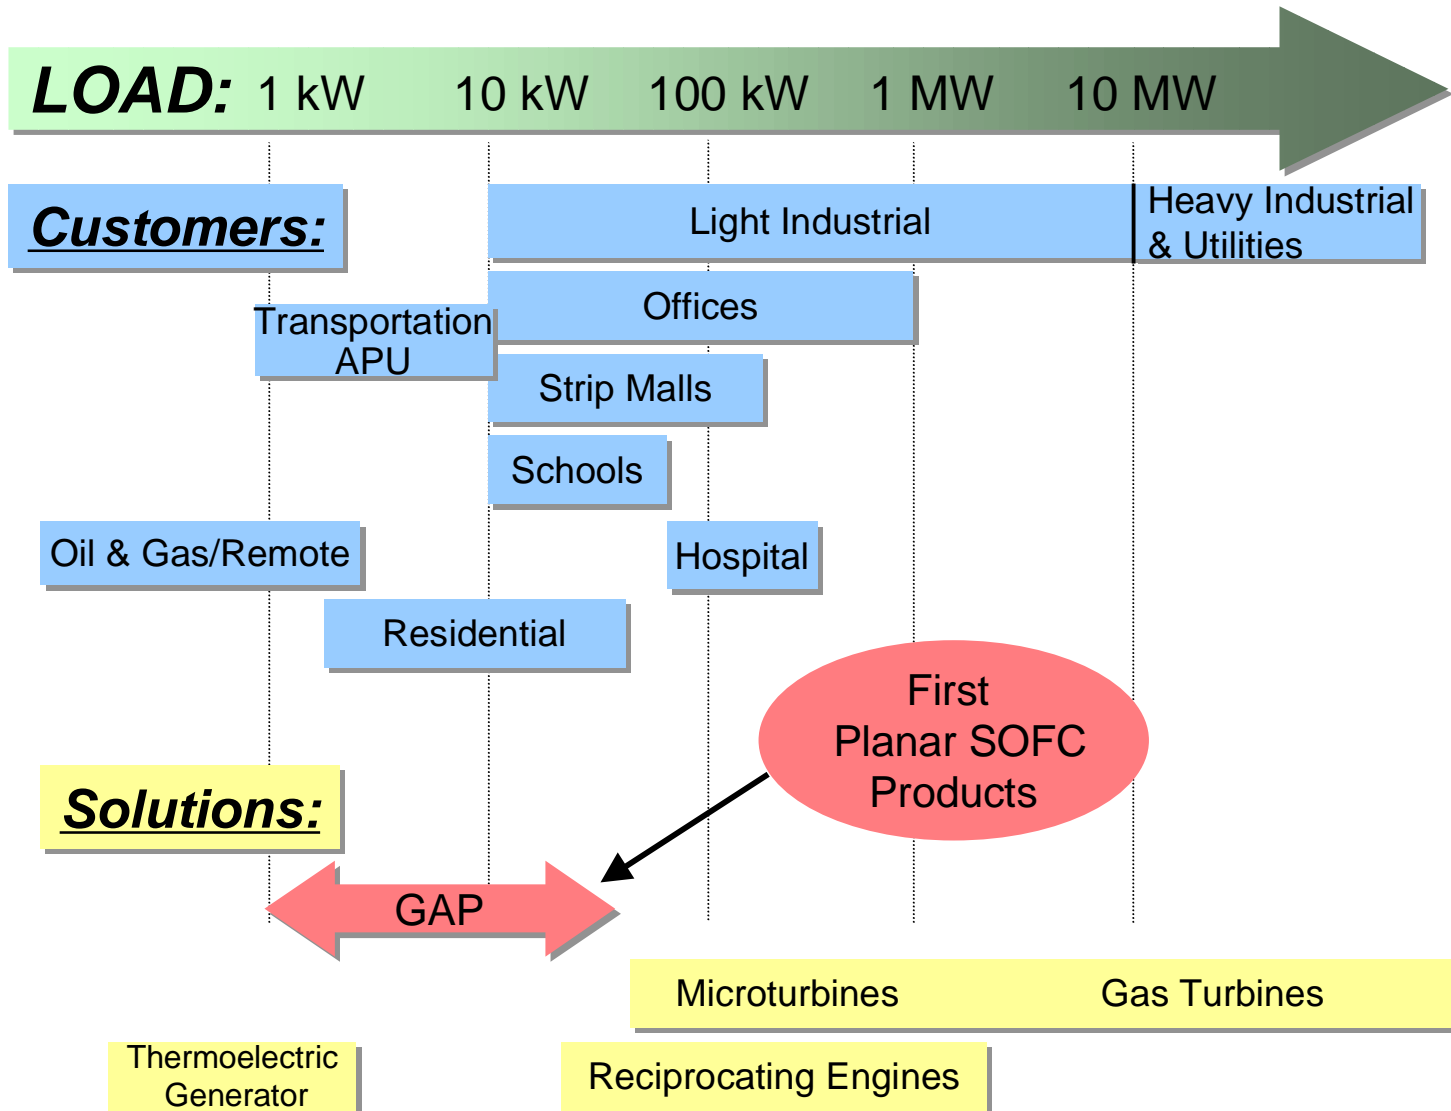 LOAD: 1 kW 10 kW 100 kW 1 MW 10 MW
Customers:
Light Industrial
Heavy Industrial
& Utilities
Offices
Transportation
APU
Strip Malls
Schools
Oil & Gas/Remote
Hospital
Residential
First
Planar SOFC
Products
Solutions:
GAP
Microturbines
Gas Turbines
Thermoelectric
Generator
Reciprocating Engines